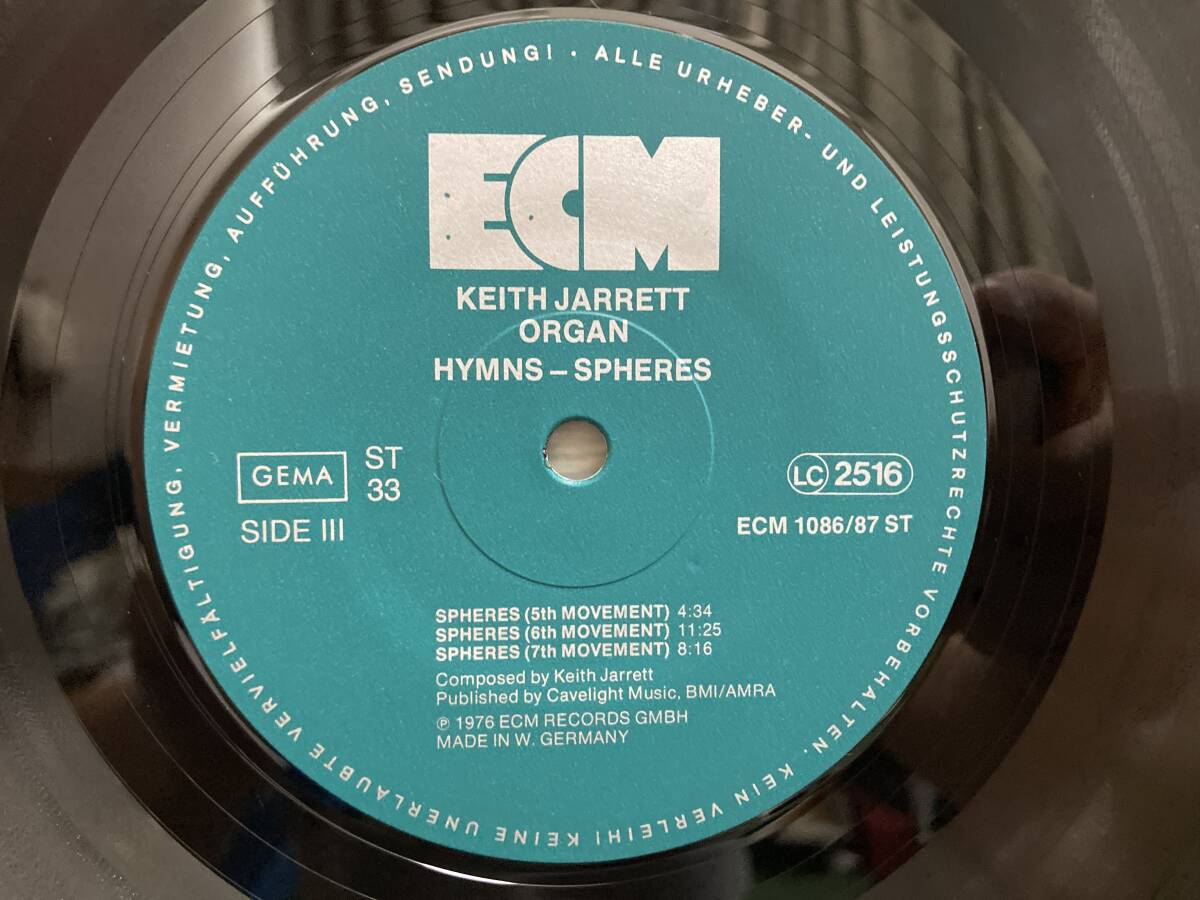 ALLE URHEBER- UND LEISTUNGSSCHUTZRECHTE VORBEHALTEN. KEIN VERLEIH! KEINE UNERLAUBTE VERVIELFÄLTIGUNG, VERMIETUNG, AUFFÜHRUNG, SENDUNG! ·
ECM
KEITH JARRETT
ORGAN
HYMNS – SPHERES
GEMA
ST
33
SIDE III
LC 2516
ECM 1086/87 ST
SPHERES (5th MOVEMENT) 4:34
SPHERES (6th MOVEMENT) 11:25
SPHERES (7th MOVEMENT) 8:16
Composed by Keith Jarrett
Published by Cavelight Music, BMI/AMRA
℗ 1976 ECM RECORDS GMBH
MADE IN W. GERMANY